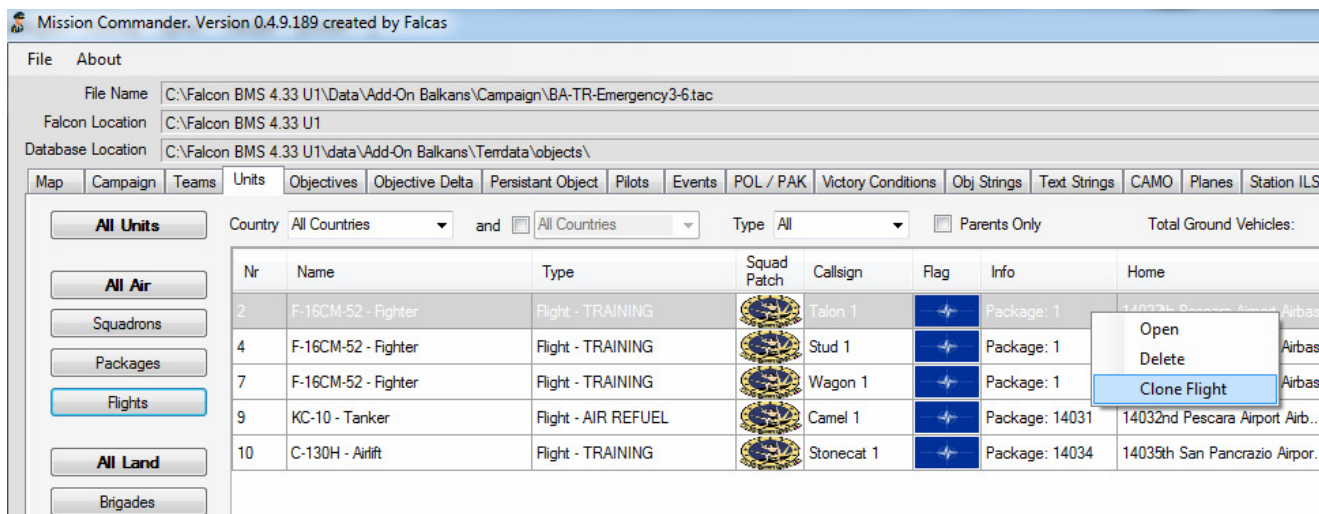 Mission Commander. Version 0.4.9.189 created by Falcas
File About
File Name C:\Falcon BMS 4.33 U1\Data\Add-On Balkans\Campaign\BA-TR-Emergency3-6.tac
Falcon Location C:\Falcon BMS 4.33 U1
Database Location C:\Falcon BMS 4.33 U1\data\Add-On Balkans\Terrdata\objects\
Map Campaign Teams Units Objectives Objective Delta Persistant Object Pilots Events POL / PAK Victory Conditions Obj Strings Text Strings CAMO Planes Station ILS
All Units Country All Countries and All Countries Type All Parents Only Total Ground Vehicles:
All Air
Squadrons
Packages
Flights
All Land
Brigades
Nr Name Type Squad Patch Callsign Flag Info Home
2 F-16CM-52 - Fighter Flight - TRAINING Talon 1 Package: 1
4 F-16CM-52 - Fighter Flight - TRAINING Stud 1 Package: 1
7 F-16CM-52 - Fighter Flight - TRAINING Wagon 1 Package: 1
9 KC-10 - Tanker Flight - AIR REFUEL Camel 1 Package: 14031 14032nd Pescara Airport Airb...
10 C-130H - Airlift Flight - TRAINING Stonecat 1 Package: 14034 14035th San Pancrazio Airpor.
Open
Delete
Clone Flight